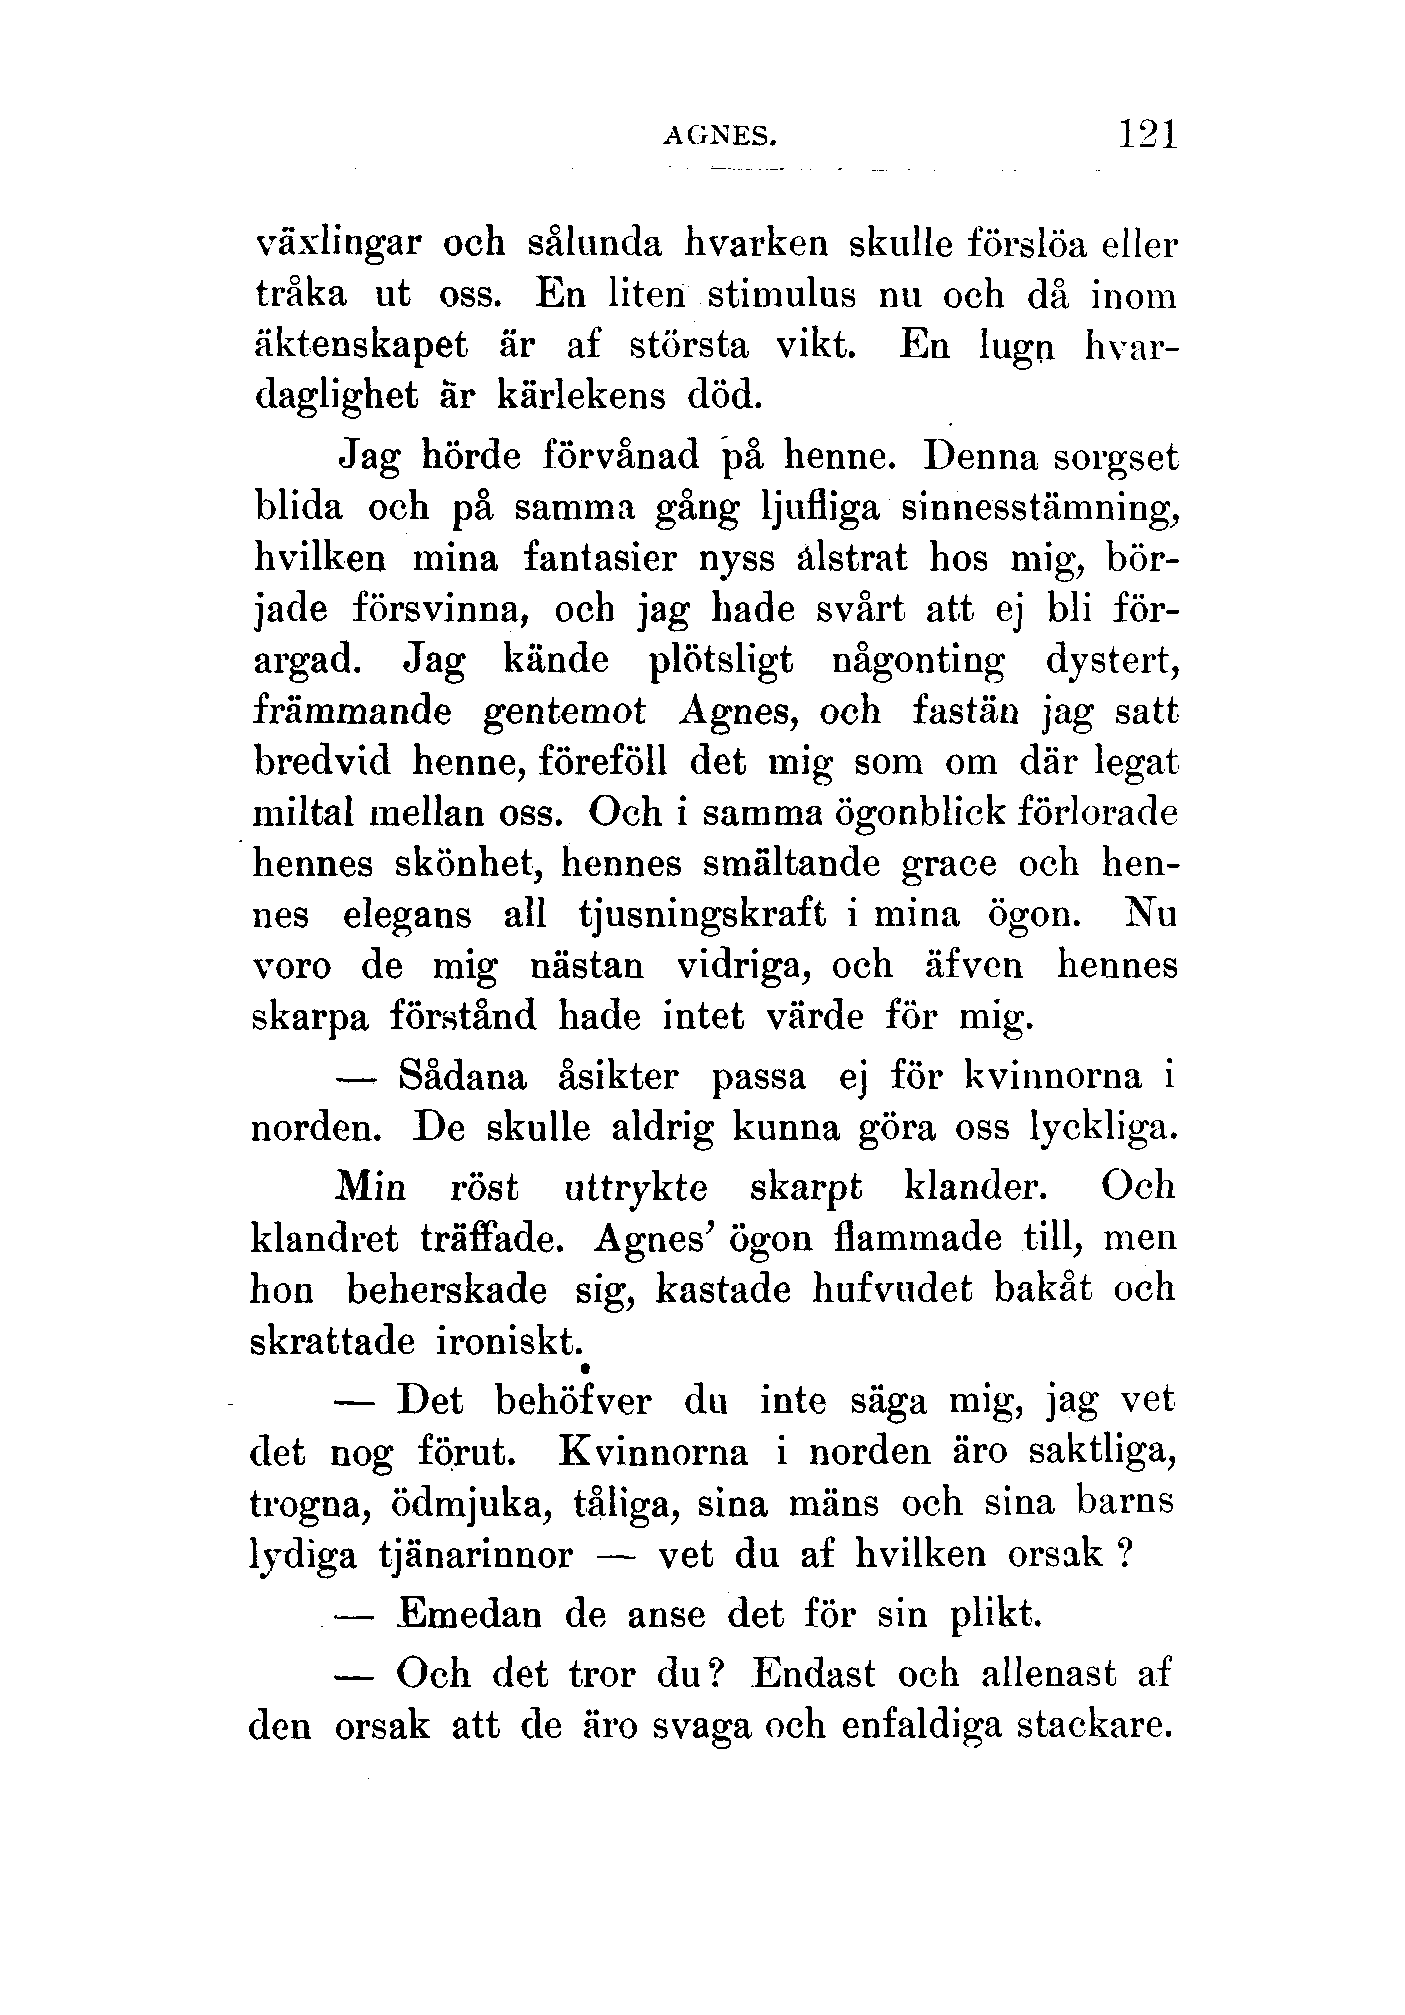 AGNES. 121
växlingar och sålunda hvarken skulle förslöa eller
tråka ut oss. En liten stimulus nu och då inom
äktenskapet är af största vikt. En lugn hvar-
daglighet är kärlekens död.
Jag hörde förvånad på henne. Denna sorgset
blida och på samma gång ljufliga sinnesstämning,
hvilken mina fantasier nyss alstrat hos mig, bör-
jade försvinna, och jag hade svårt att ej bli för-
argad. Jag kände plötsligt någonting dystert,
främmande gentemot Agnes, och fastän jag satt
bredvid henne, föreföll det mig som om där legat
miltal mellan oss. Och i samma ögonblick förlorade
hennes skönhet, hennes smältande grace och hen-
nes elegans all tjusningskraft i mina ögon. Nu
voro de mig nästan vidriga, och äfven hennes
skarpa förstånd hade intet värde för mig.
— Sådana åsikter passa ej för kvinnorna i
norden. De skulle aldrig kunna göra oss lyckliga.
Min röst uttrykte skarpt klander. Och
klandret träffade. Agnes’ ögon flammade till, men
hon beherskade sig, kastade hufvudet bakåt och
skrattade ironiskt.
— Det behöfver du inte säga mig, jag vet
det nog förut. Kvinnorna i norden äro saktliga,
trogna, ödmjuka, tåliga, sina mäns och sina barns
lydiga tjänarinnor — vet du af hvilken orsak?
— Emedan de anse det för sin plikt.
— Och det tror du? Endast och allenast af
den orsak att de äro svaga och enfaldiga stackare.